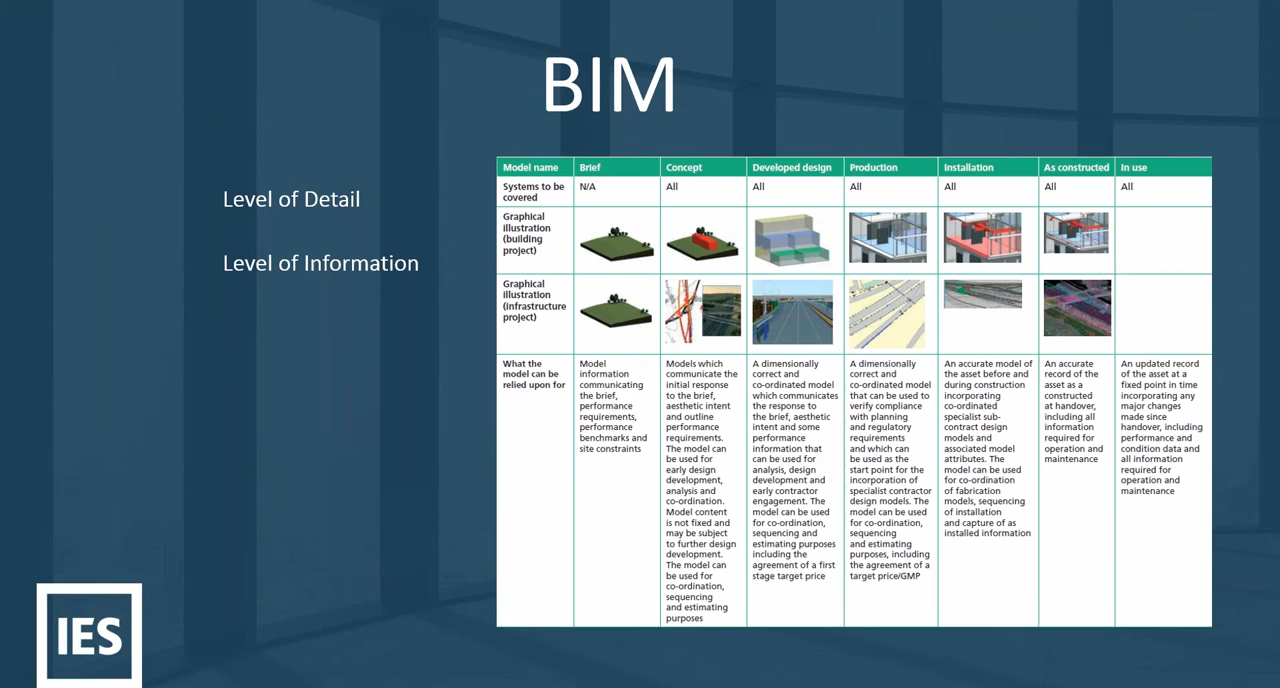 BIM
Level of Detail
Level of Information
Model name
Brief
Concept
Developed design
Production
Installation
As constructed
In use
Systems to be
covered
N/A
All
All
All
All
All
All
Graphical
illustration
(building
project)
Graphical
illustration
(infrastructure
project)
What the
model can be
relied upon for
Model
information
communicating
the brief,
performance
requirements,
performance
benchmarks and
site constraints
Models which
communicate the
initial response
to the brief,
aesthetic intent
and outline
performance
requirements.
The model can
be used for
early design
development,
analysis and
co-ordination.
Model content
is not fixed and
may be subject
to further design
development.
The model can
be used for
co-ordination,
sequencing
and estimating
purposes
A dimensionally
correct and
co-ordinated model
which communicates
the response to
the brief, aesthetic
intent and some
performance
information that
can be used for
analysis, design
development and
early contractor
engagement. The
model can be used
for co-ordination,
sequencing and
estimating purposes
including the
agreement of a first
stage target price
A dimensionally
correct and
co-ordinated model
that can be used to
verify compliance
with planning
and regulatory
requirements
and which can
be used as the
start point for the
incorporation of
specialist contractor
design models. The
model can be used
for co-ordination,
sequencing
and estimating
purposes, including
the agreement of a
target price/GMP
An accurate model of
the asset before and
during construction
incorporating
co-ordinated
specialist sub-
contract design
models and
associated model
attributes. The
model can be used
for co-ordination
of fabrication
models, sequencing
of installation
and capture of as
installed information
An accurate
record of the
asset as a
constructed
at handover,
including all
information
required for
operation and
maintenance
An updated record
of the asset at a
fixed point in time
incorporating any
major changes
made since
handover, including
performance and
condition data and
all information
required for
operation and
maintenance
IES